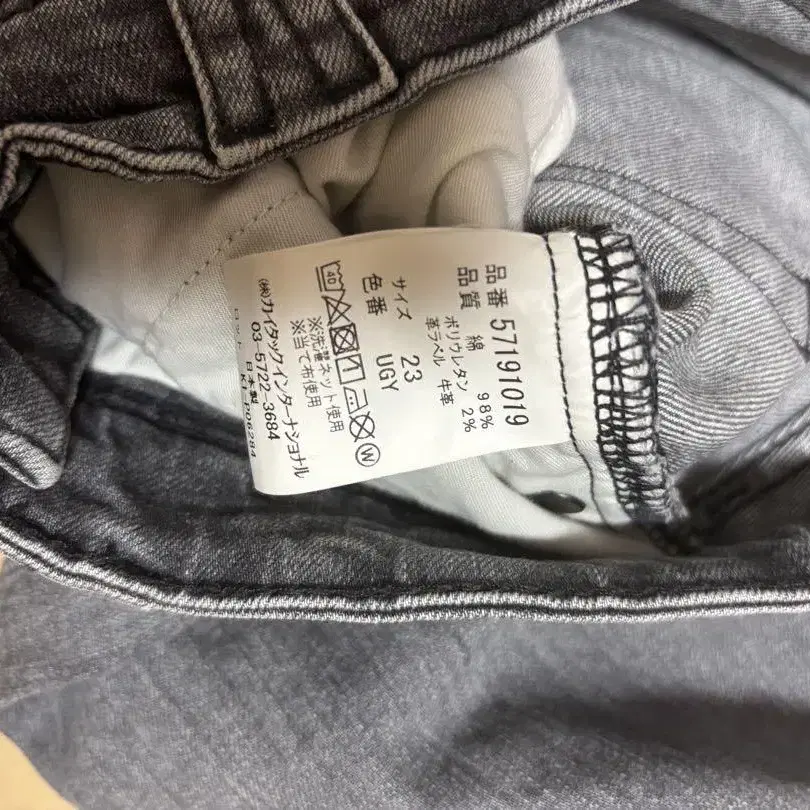 品番 57191019
品質 綿 98%
ポリウレタン 2%
革ラベル 牛革
サイズ 23
色番 UGY
40
W
※洗濯ネット使用
※当て布使用
㈱カイタックインターナショナル
03-5722-3684
日本製